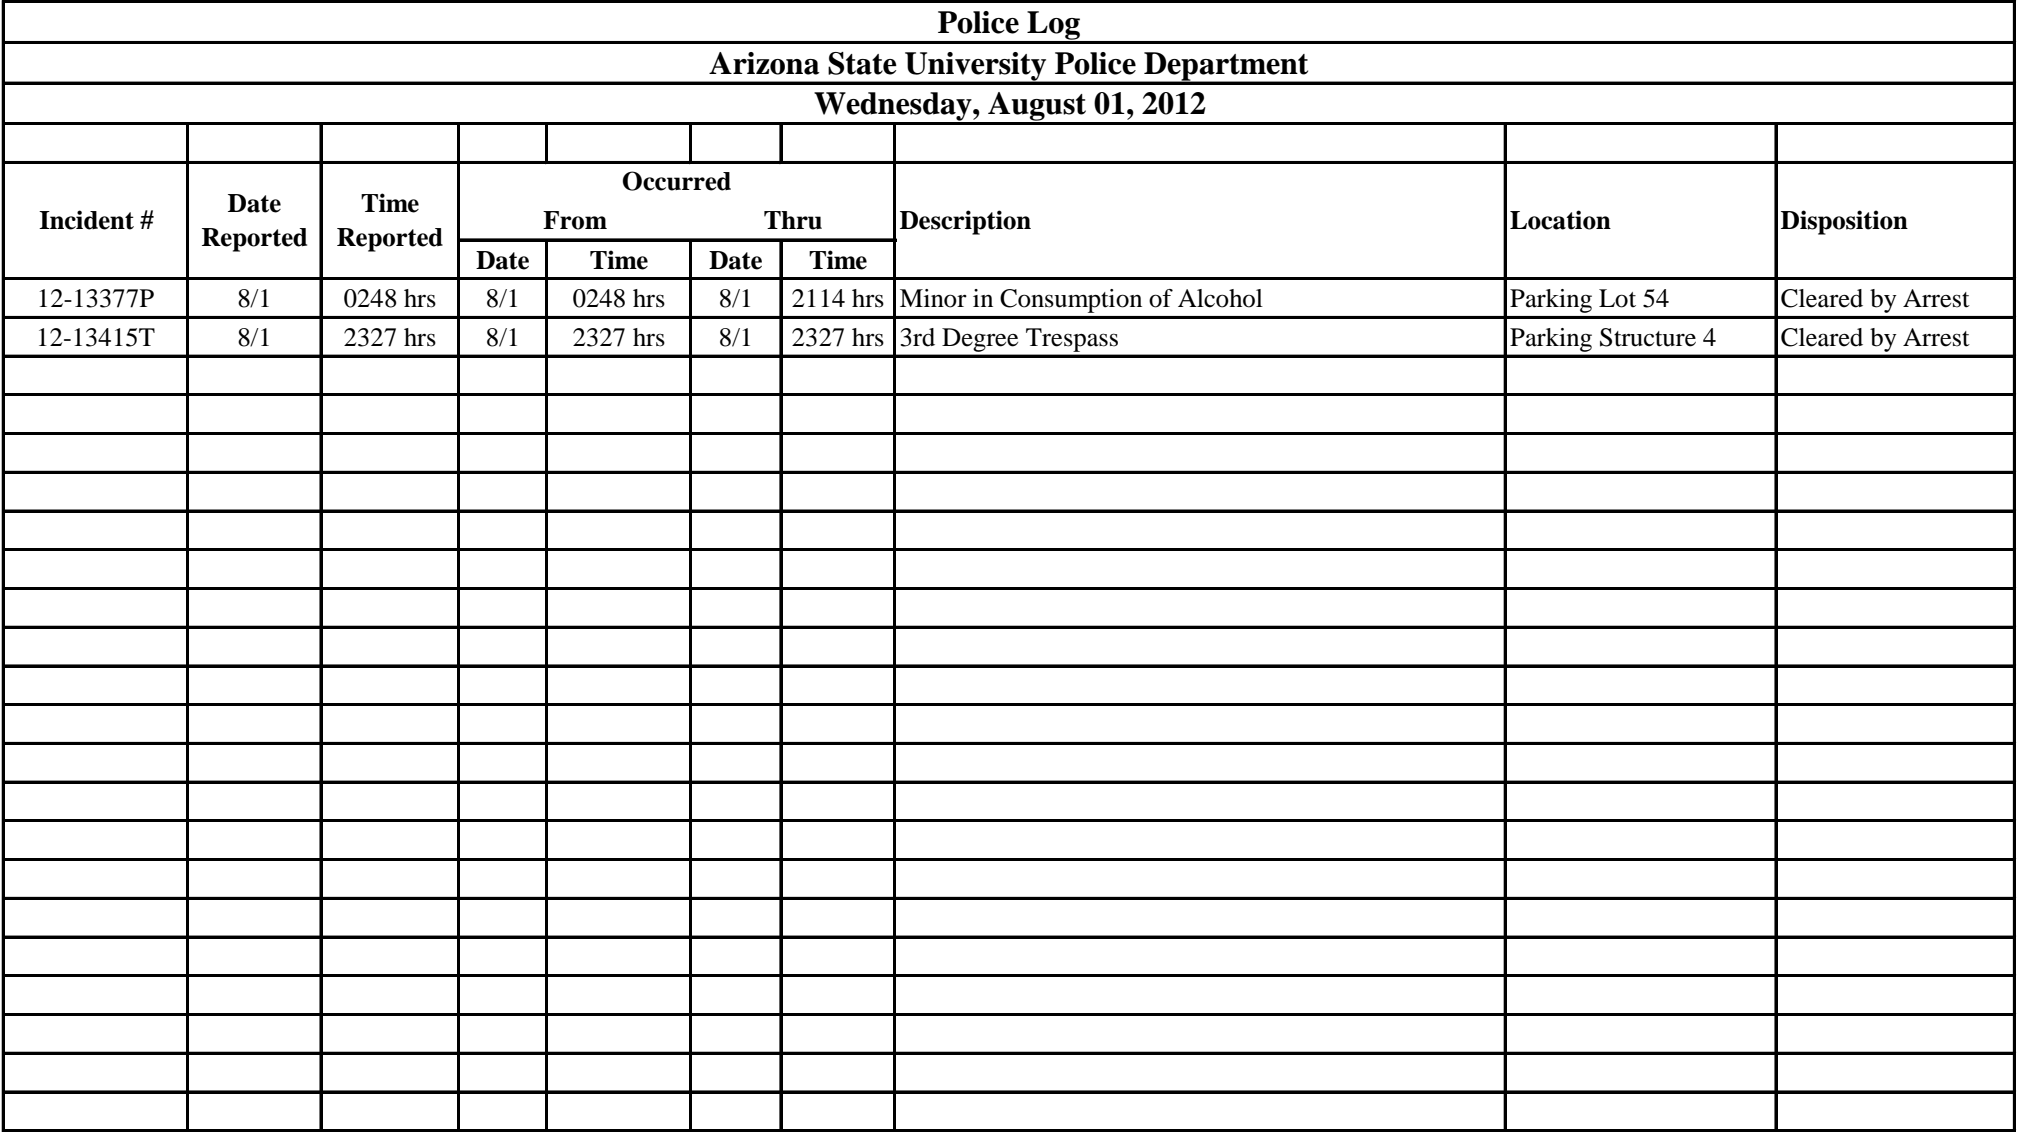 Police Log
Arizona State University Police Department
Wednesday, August 01, 2012
Incident # Date Reported Time Reported Occurred From Thru Description Location Disposition
Date Time Date Time
12-13377P 8/1 0248 hrs 8/1 0248 hrs 8/1 2114 hrs Minor in Consumption of Alcohol Parking Lot 54 Cleared by Arrest
12-13415T 8/1 2327 hrs 8/1 2327 hrs 8/1 2327 hrs 3rd Degree Trespass Parking Structure 4 Cleared by Arrest